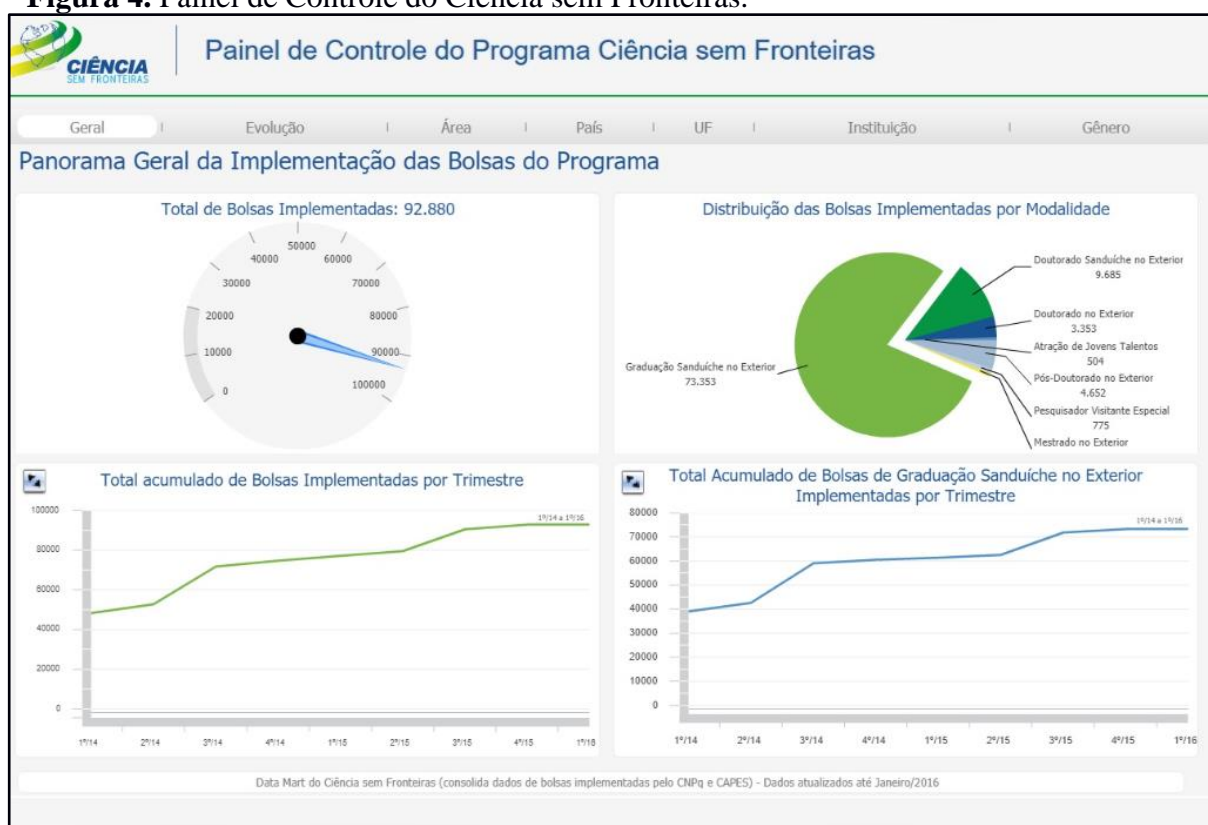 Figura 4. Painel de Controle do Ciência sem Fronteiras.
CIÊNCIA
SEM FRONTEIRAS
Painel de Controle do Programa Ciência sem Fronteiras
Geral | Evolução | Área | País | UF | Instituição | Gênero
Panorama Geral da Implementação das Bolsas do Programa
Total de Bolsas Implementadas: 92.880
0
10000
20000
30000
40000
50000
60000
70000
80000
90000
100000
Distribuição das Bolsas Implementadas por Modalidade
Graduação Sanduíche no Exterior
73.353
Doutorado Sanduíche no Exterior
9.685
Doutorado no Exterior
3.353
Atração de Jovens Talentos
504
Pós-Doutorado no Exterior
4.652
Pesquisador Visitante Especial
775
Mestrado no Exterior
Total acumulado de Bolsas Implementadas por Trimestre
1º/14 a 1º/16
100000
80000
60000
40000
20000
0
1º/14 2º/14 3º/14 4º/14 1º/15 2º/15 3º/15 4º/15 1º/16
Total Acumulado de Bolsas de Graduação Sanduíche no Exterior
Implementadas por Trimestre
1º/14 a 1º/16
80000
70000
60000
50000
40000
30000
20000
10000
0
1º/14 2º/14 3º/14 4º/14 1º/15 2º/15 3º/15 4º/15 1º/16
Data Mart do Ciência sem Fronteiras (consolida dados de bolsas implementadas pelo CNPq e CAPES) - Dados atualizados até Janeiro/2016